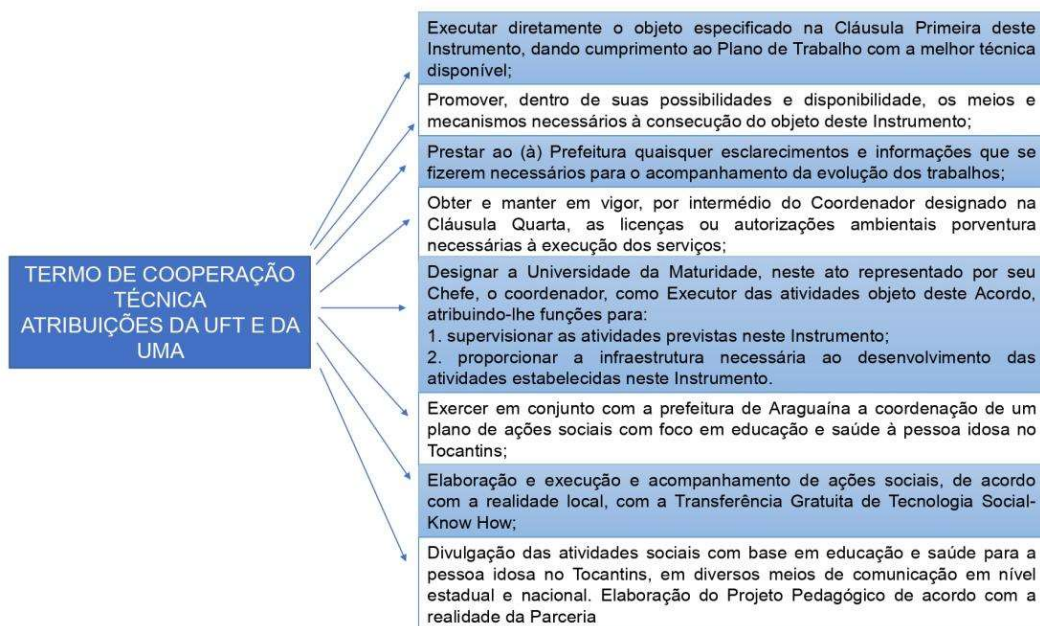 TERMO DE COOPERAÇÃO
TÉCNICA
ATRIBUIÇÕES DA UFT E DA
UMA
Executar diretamente o objeto especificado na Cláusula Primeira deste
Instrumento, dando cumprimento ao Plano de Trabalho com a melhor técnica
disponível;
Promover, dentro de suas possibilidades e disponibilidade, os meios e
mecanismos necessários à consecução do objeto deste Instrumento;
Prestar ao (à) Prefeitura quaisquer esclarecimentos e informações que se
fizerem necessários para o acompanhamento da evolução dos trabalhos;
Obter e manter em vigor, por intermédio do Coordenador designado na
Cláusula Quarta, as licenças ou autorizações ambientais porventura
necessárias à execução dos serviços;
Designar a Universidade da Maturidade, neste ato representado por seu
Chefe, o coordenador, como Executor das atividades objeto deste Acordo,
atribuindo-lhe funções para:
1. supervisionar as atividades previstas neste Instrumento;
2. proporcionar a infraestrutura necessária ao desenvolvimento das
atividades estabelecidas neste Instrumento.
Exercer em conjunto com a prefeitura de Araguaína a coordenação de um
plano de ações sociais com foco em educação e saúde à pessoa idosa no
Tocantins;
Elaboração e execução e acompanhamento de ações sociais, de acordo
com a realidade local, com a Transferência Gratuita de Tecnologia Social-
Know How;
Divulgação das atividades sociais com base em educação e saúde para a
pessoa idosa no Tocantins, em diversos meios de comunicação em nível
estadual e nacional. Elaboração do Projeto Pedagógico de acordo com a
realidade da Parceria